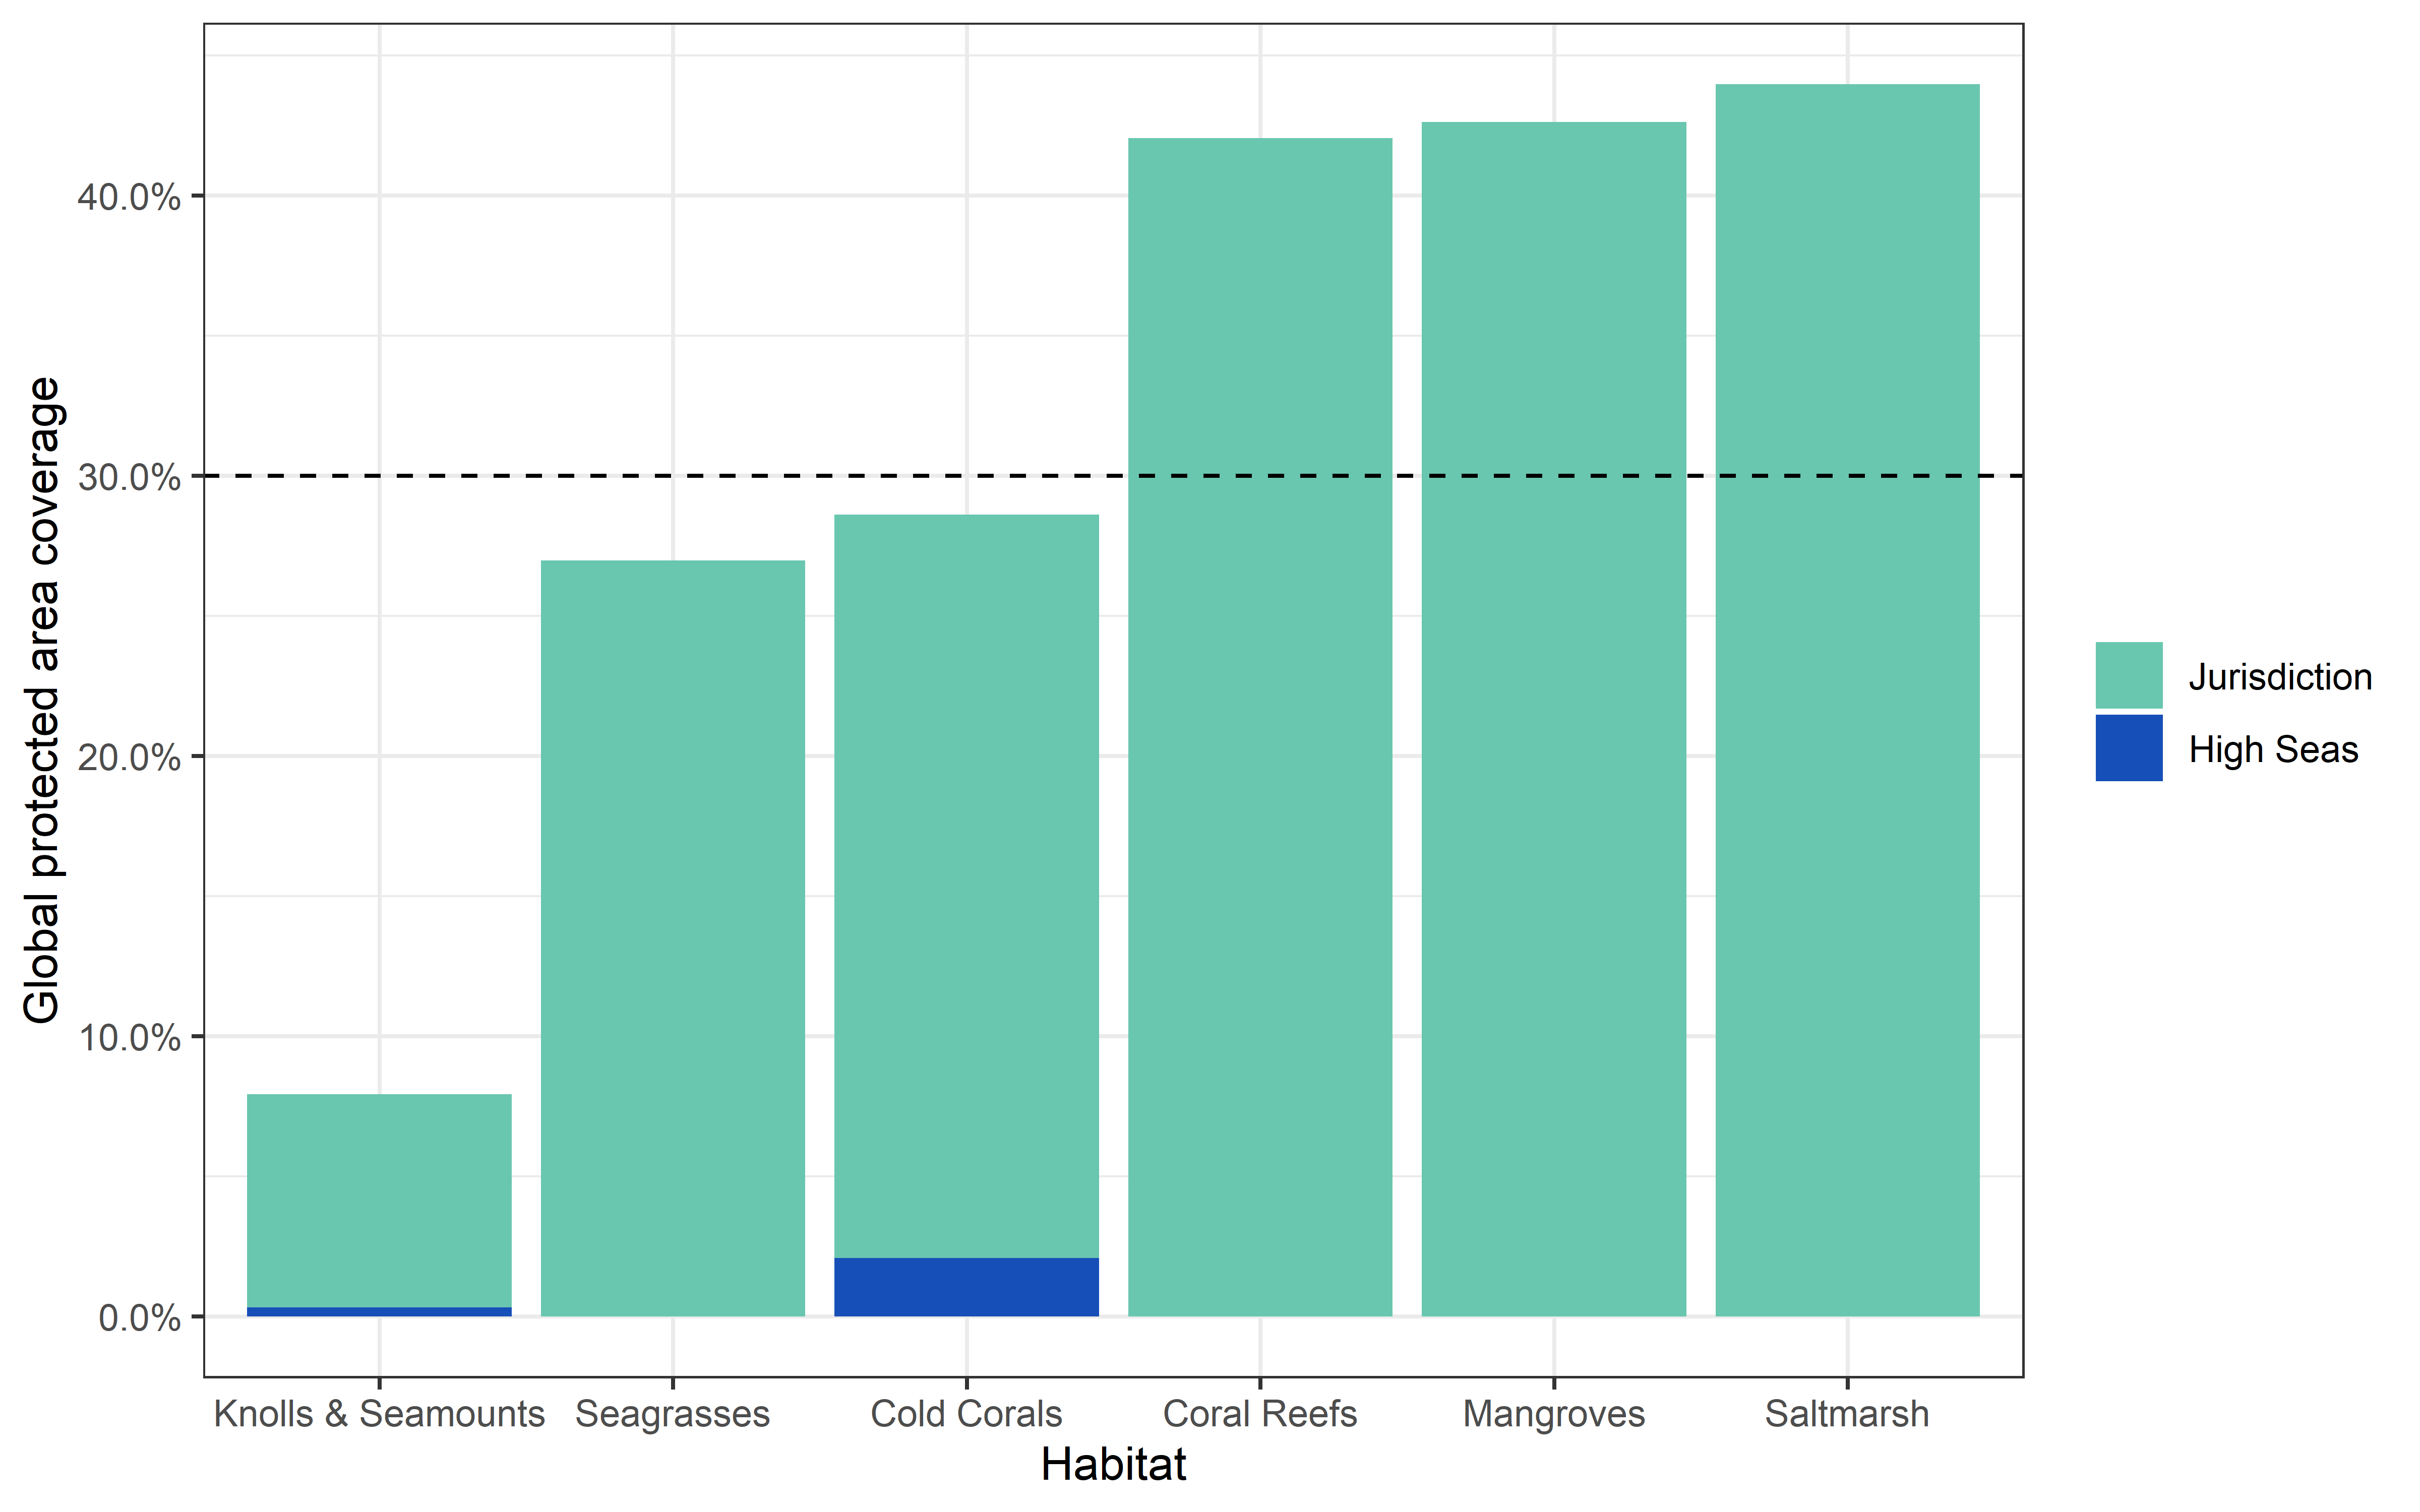 Global protected area coverage
40.0%
30.0%
20.0%
10.0%
0.0%
Knolls & Seamounts
Seagrasses
Cold Corals
Coral Reefs
Mangroves
Saltmarsh
Habitat
Jurisdiction
High Seas